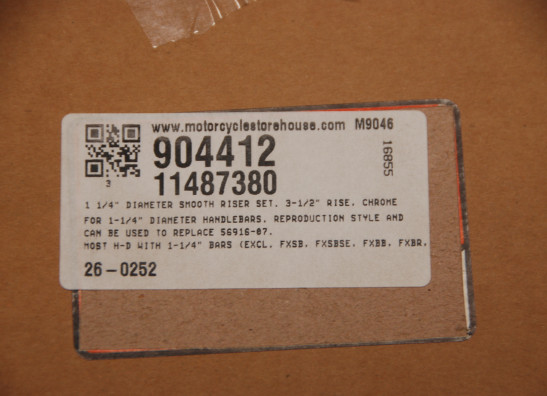 www.motorcyclestorehouse.com M9046
904412
16855
11487380
3
1 1/4" DIAMETER SMOOTH RISER SET. 3-1/2" RISE, CHROME
FOR 1-1/4" DIAMETER HANDLEBARS. REPRODUCTION STYLE AND
CAN BE USED TO REPLACE 56916-07.
MOST H-D WITH 1-1/4" BARS (EXCL. FXSB, FXSBSE, FXBB, FXBR,
26-0252